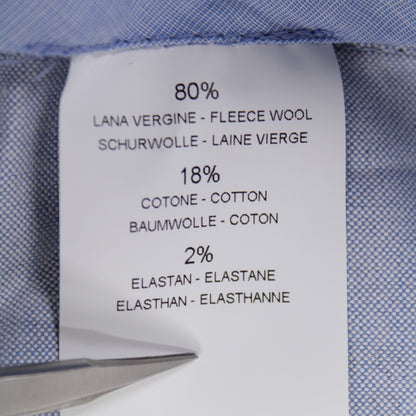 80%
LANA VERGINE - FLEECE WOOL
SCHURWOLLE - LAINE VIERGE
18%
COTONE - COTTON
BAUMWOLLE - COTON
2%
ELASTAN - ELASTANE
ELASTHAN - ELASTHANNE